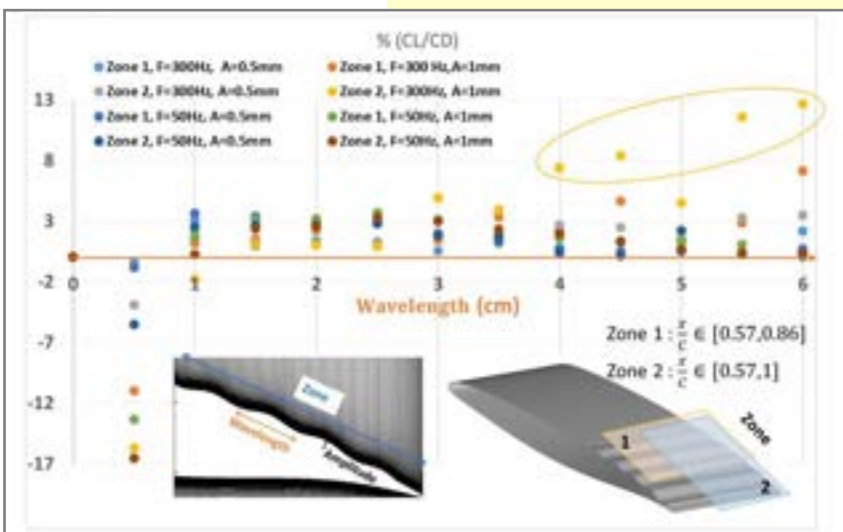 % (CL/CD)
Zone 1, F=300Hz, A=0.5mm
Zone 1, F=300 Hz,A=1mm
Zone 2, F=300Hz, A=0.5mm
Zone 2, F=300Hz, A=1mm
Zone 1, F=50Hz, A=0.5mm
Zone 1, F=50Hz, A=1mm
Zone 2, F=50Hz, A=0.5mm
Zone 2, F=50Hz, A=1mm
13
8
3
-2
-7
-12
-17
0 1 2 3 4 5 6
Wavelength (cm)
Zone 1 : x/c ∈ [0.57,0.86]
Zone 2 : x/c ∈ [0.57,1]
Zone
Wavelength
Amplitude
Zone
1
2